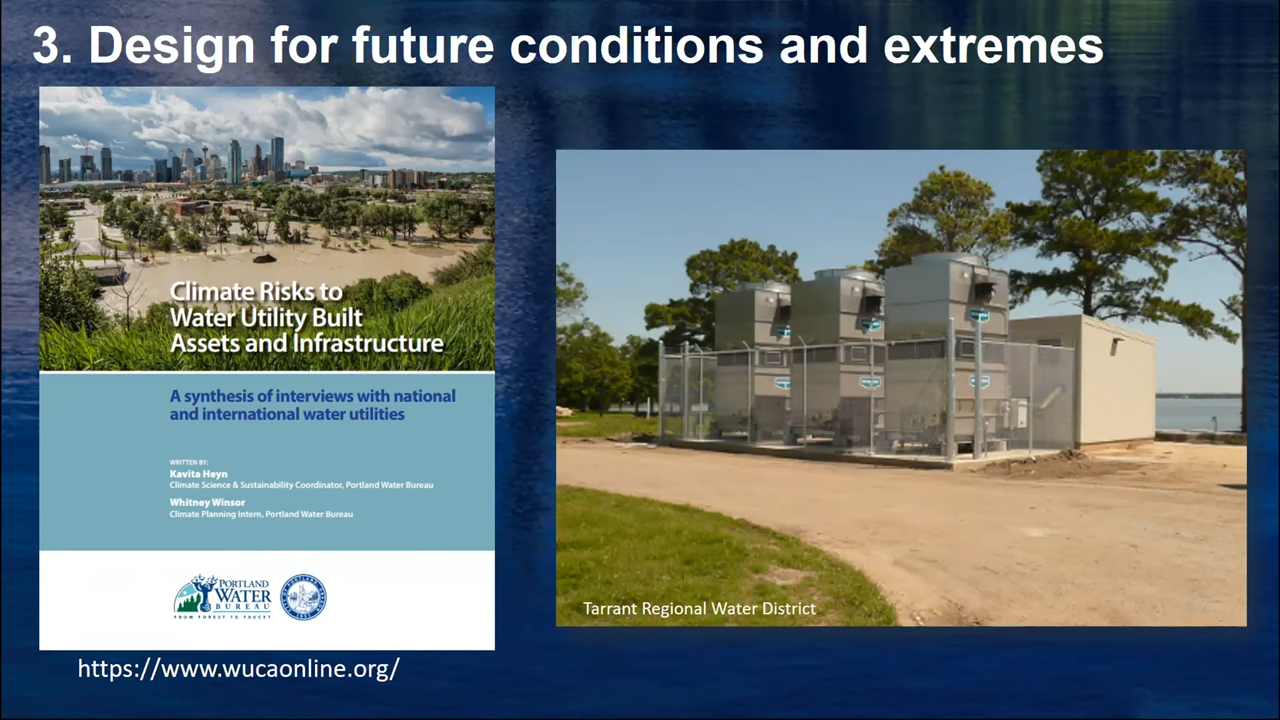 3. Design for future conditions and extremes
Climate Risks to
Water Utility Built
Assets and Infrastructure
A synthesis of interviews with national
and international water utilities
WRITTEN BY:
Kavita Heyn
Climate Science & Sustainability Coordinator, Portland Water Bureau
Whitney Winsor
Climate Planning Intern, Portland Water Bureau
PORTLAND
WATER
BUREAU
FROM FOREST TO FAUCET
https://www.wucaonline.org/
Tarrant Regional Water District